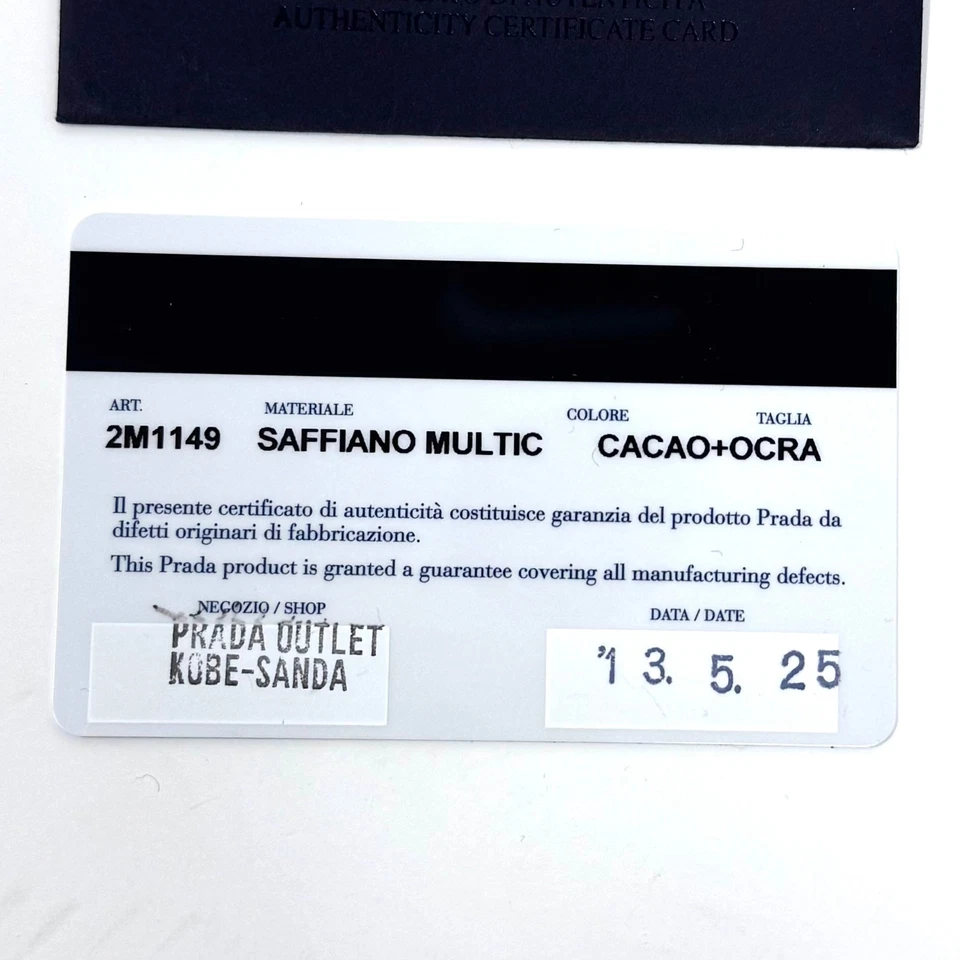 DI AUTENTICITÀ
AUTHENTICITY CERTIFICATE CARD
ART. MATERIALE COLORE TAGLIA
2M1149 SAFFIANO MULTIC CACAO+OCRA
Il presente certificato di autenticità costituisce garanzia del prodotto Prada da
difetti originari di fabbricazione.
This Prada product is granted a guarantee covering all manufacturing defects.
NEGOZIO / SHOP DATA / DATE
PRADA OUTLET
KOBE-SANDA
'13. 5. 25